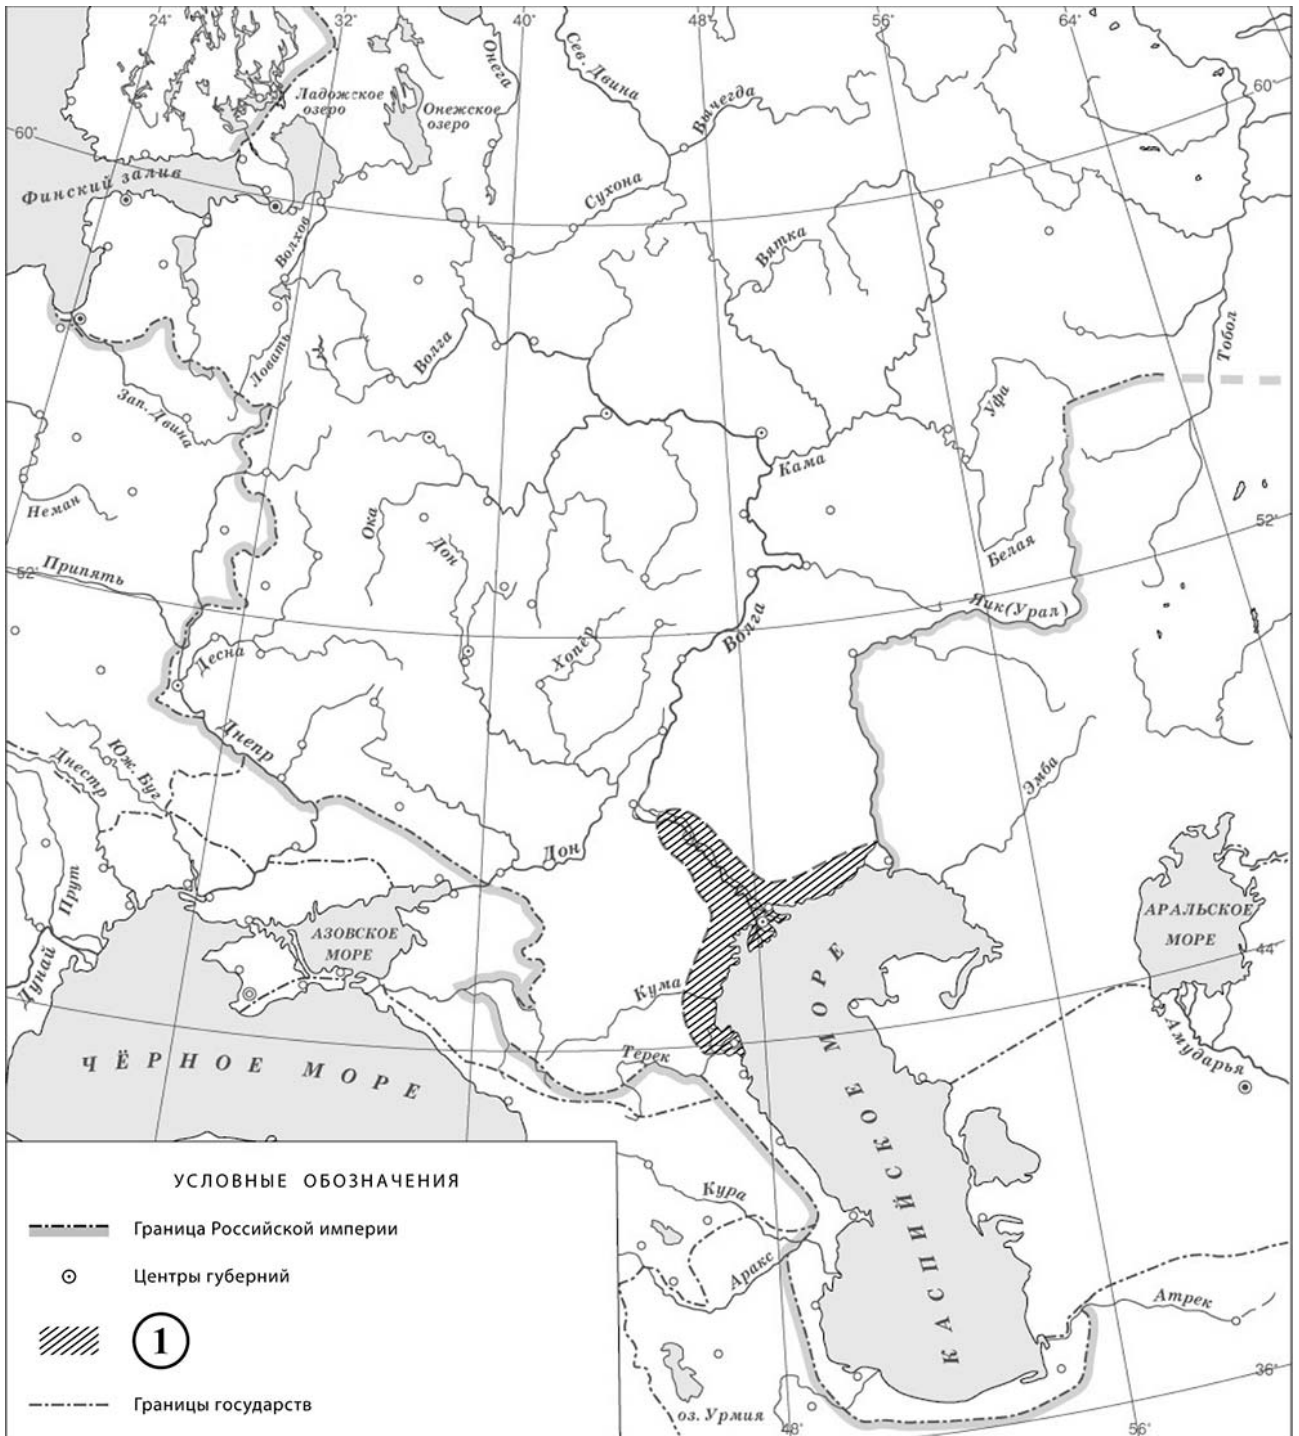 24°
32°
40°
48°
56°
64°
Онега
Сев. Двина
Вычегда
60°
Ладожское
озеро
Онежское
озеро
60°
Финский залив
Сухона
Волхов
Вятка
Тобол
Ловать
Волга
Уфа
Зап. Двина
Кама
Неман
Ока
Дон
52°
Белая
52°
Припять
Яик(Урал)
Волга
Хопёр
Десна
Днепр
Днестр
Юж. Буг
Эмба
Дон
Прут
АЗОВСКОЕ
МОРЕ
АРАЛЬСКОЕ
МОРЕ
44°
Дунай
Кума
Терек
Амударья
ЧЁРНОЕ МОРЕ
КАСПИЙСКОЕ МОРЕ
Кура
Аракс
Атрек
36°
оз. Урмия
48°
56°
УСЛОВНЫЕ ОБОЗНАЧЕНИЯ
Граница Российской империи
Центры губерний
1
Границы государств